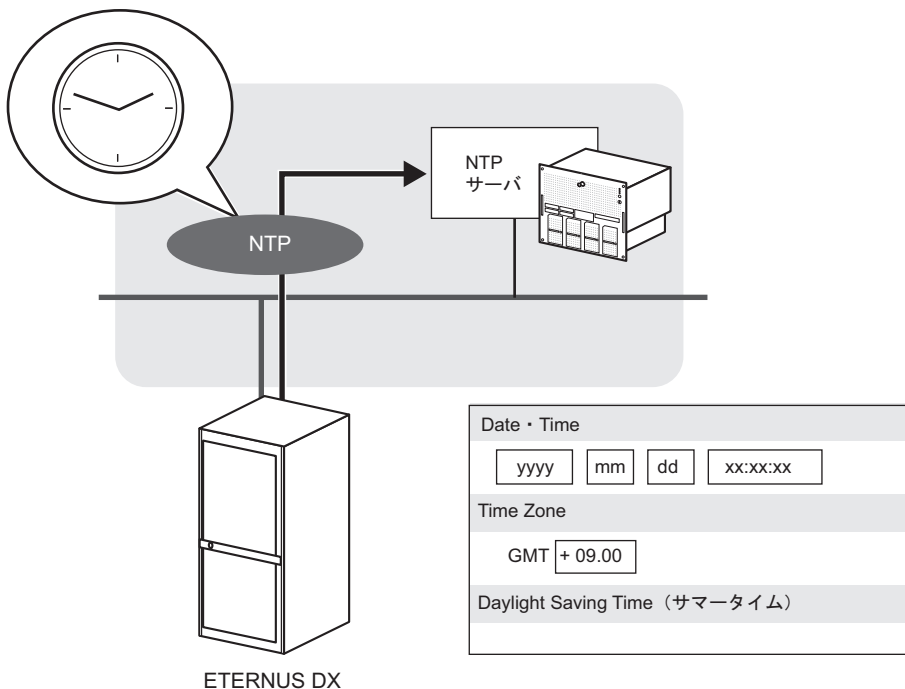 NTP
サーバ
NTP
Date・Time
yyyy mm dd xx:xx:xx
Time Zone
GMT + 09.00
Daylight Saving Time（サマータイム）
ETERNUS DX